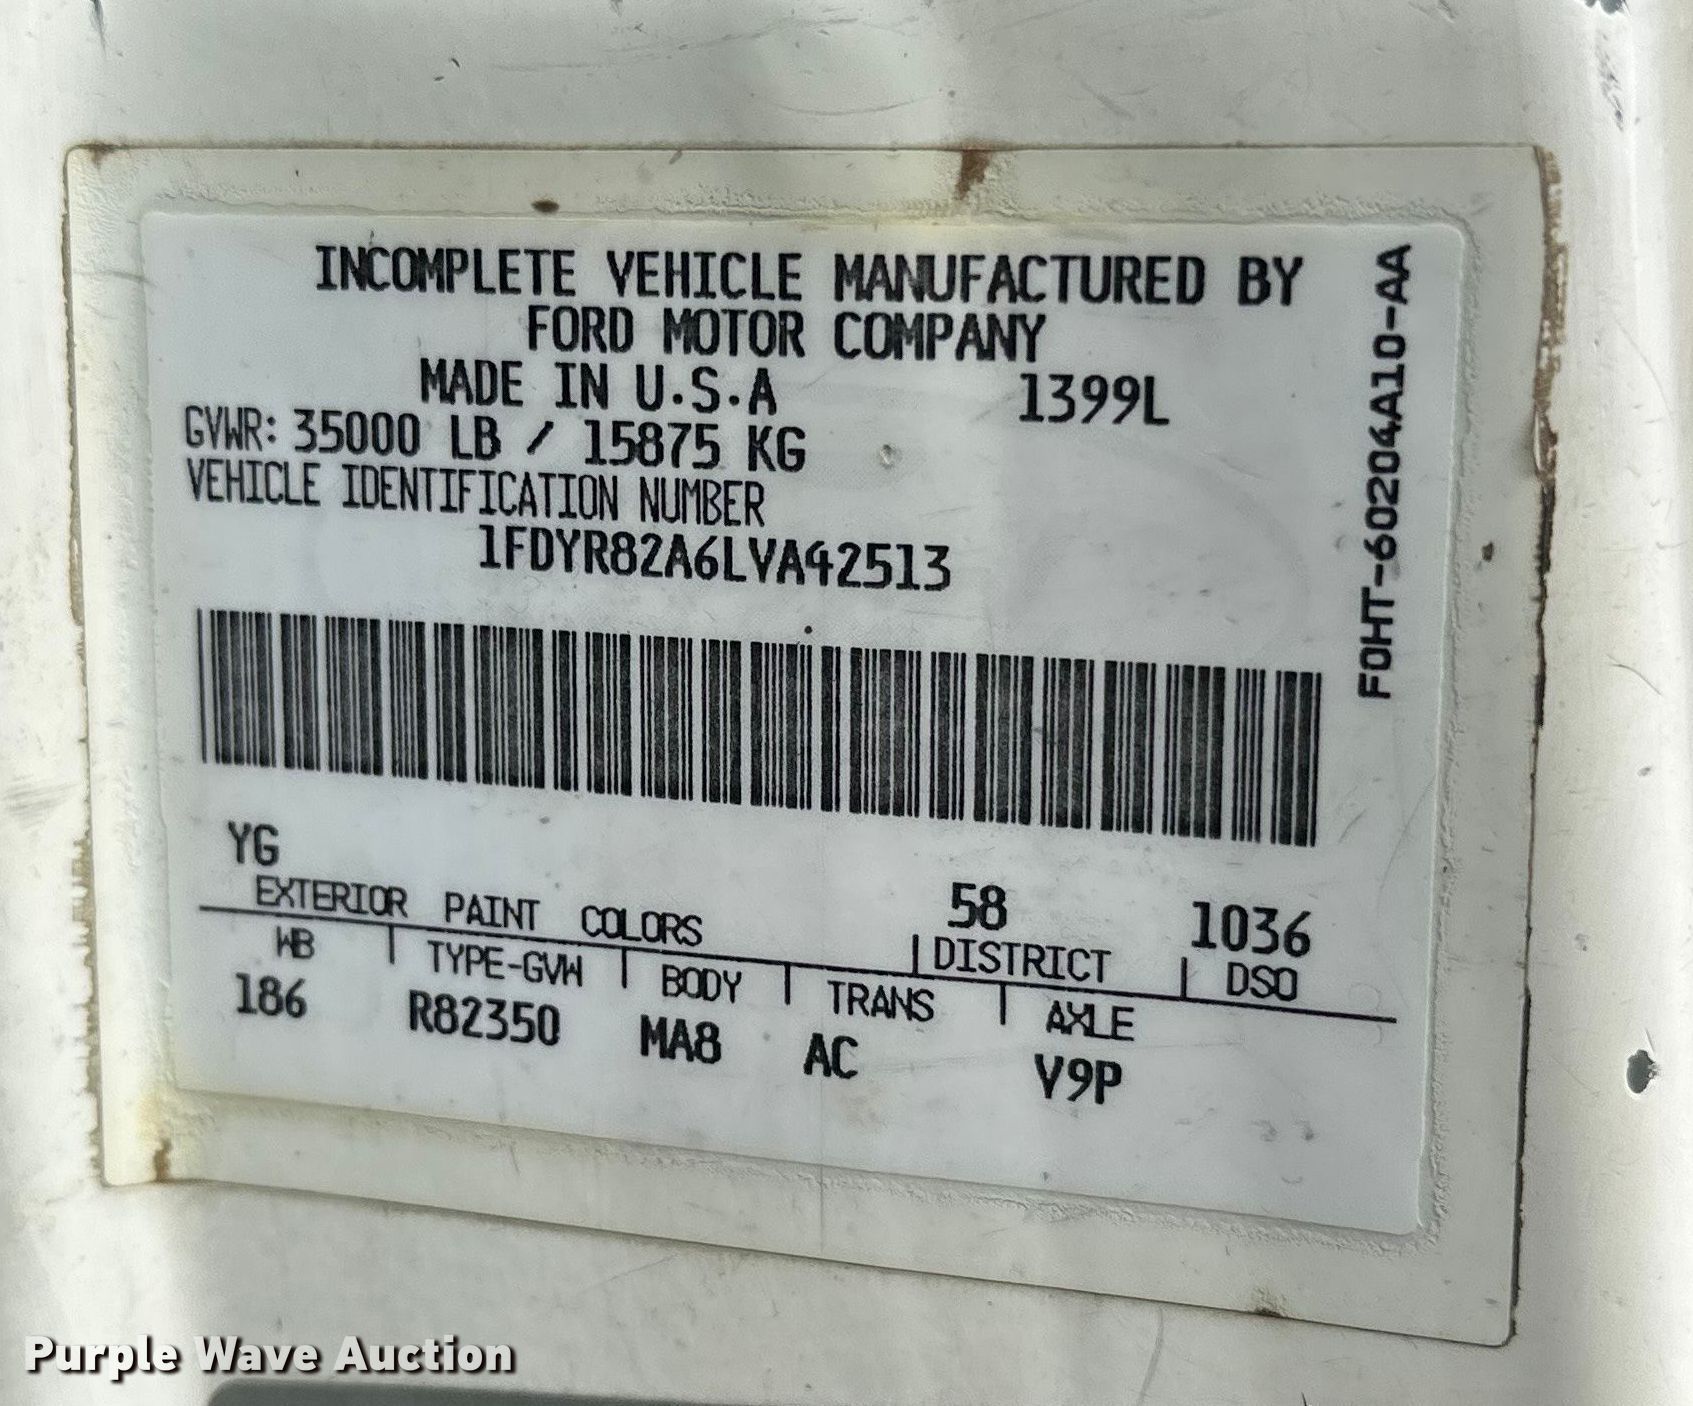 INCOMPLETE VEHICLE MANUFACTURED BY
FORD MOTOR COMPANY
MADE IN U.S.A 1399L
GVWR: 35000 LB / 15875 KG
VEHICLE IDENTIFICATION NUMBER
1FDYR82A6LVA42513
F0HT-60204A10-AA
YG 58 1036
EXTERIOR PAINT COLORS DISTRICT DSO
WB TYPE-GVW BODY TRANS AXLE
186 R82350 MA8 AC V9P
Purple Wave Auction